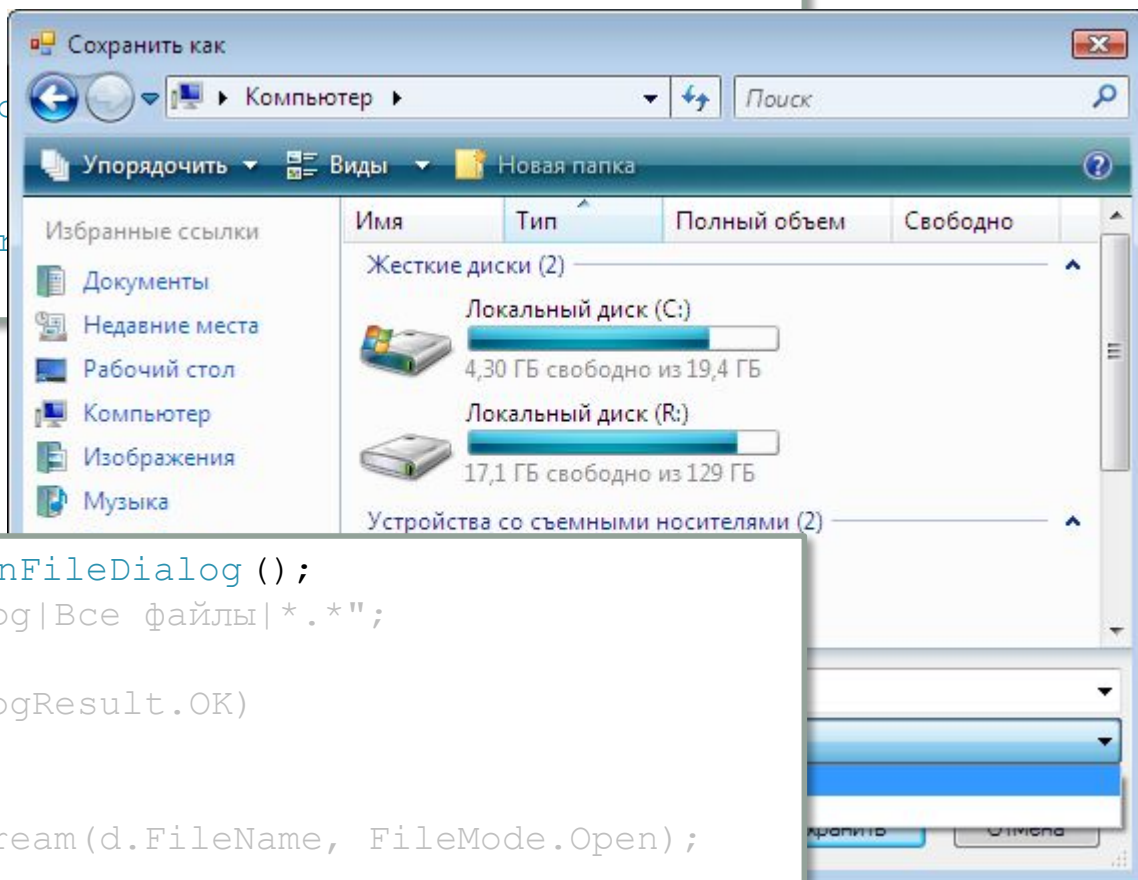 Сохранить как
Компьютер
Поиск
Упорядочить Виды Новая папка
Избранные ссылки
Имя Тип Полный объем Свободно
Документы
Недавние места
Рабочий стол
Компьютер
Изображения
Музыка
Жесткие диски (2)
Локальный диск (C:)
4,30 ГБ свободно из 19,4 ГБ
Локальный диск (R:)
17,1 ГБ свободно из 129 ГБ
Устройства со съемными носителями (2)
nFileDialog();
og|Все файлы|*.*";
ogResult.OK)
ream(d.FileName, FileMode.Open);
хранить Отмена